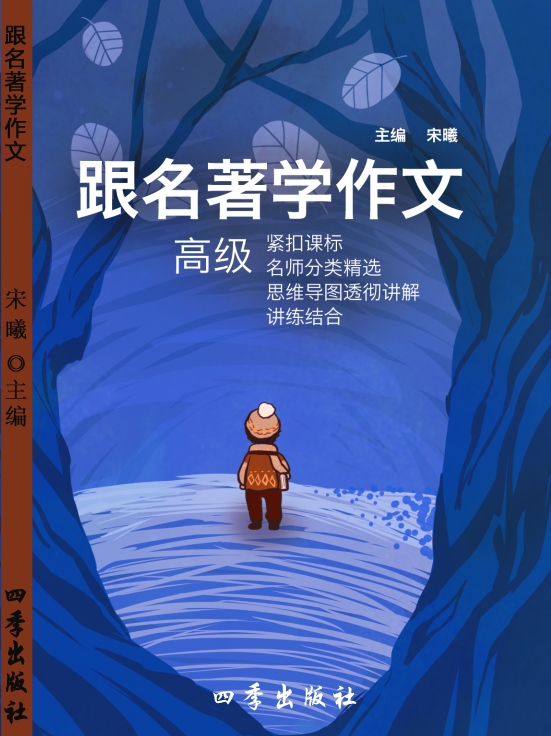 跟名著学作文
宋曦◎主编
四季出版社
主编 宋曦
跟名著学作文
高级
紧扣课标
名师分类精选
思维导图透彻讲解
讲练结合
四季出版社